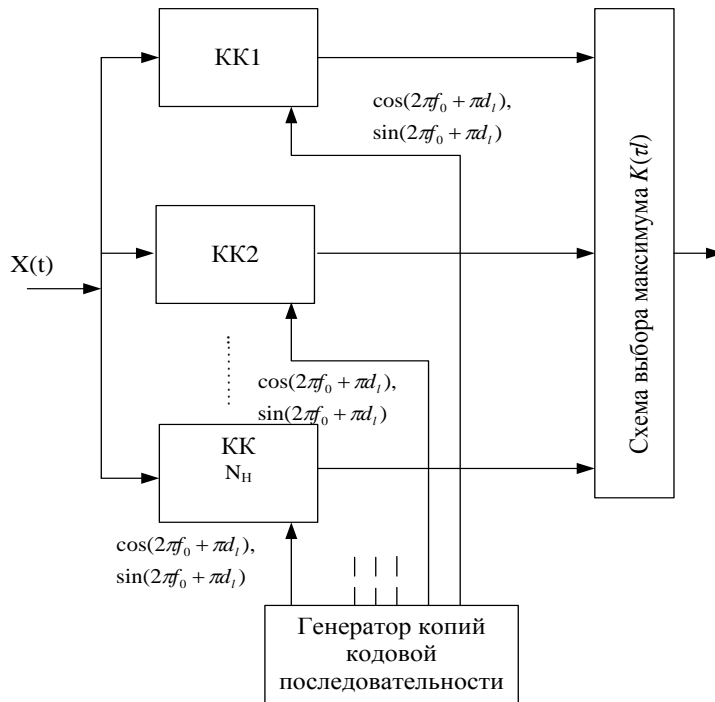 КК1
cos(2πf₀ + πdₗ),
sin(2πf₀ + πdₗ)
Схема выбора максимума K(τl)
КК2
X(t)
cos(2πf₀ + πdₗ),
sin(2πf₀ + πdₗ)
КК
Nн
cos(2πf₀ + πdₗ),
sin(2πf₀ + πdₗ)
Генератор копий
кодовой
последовательности